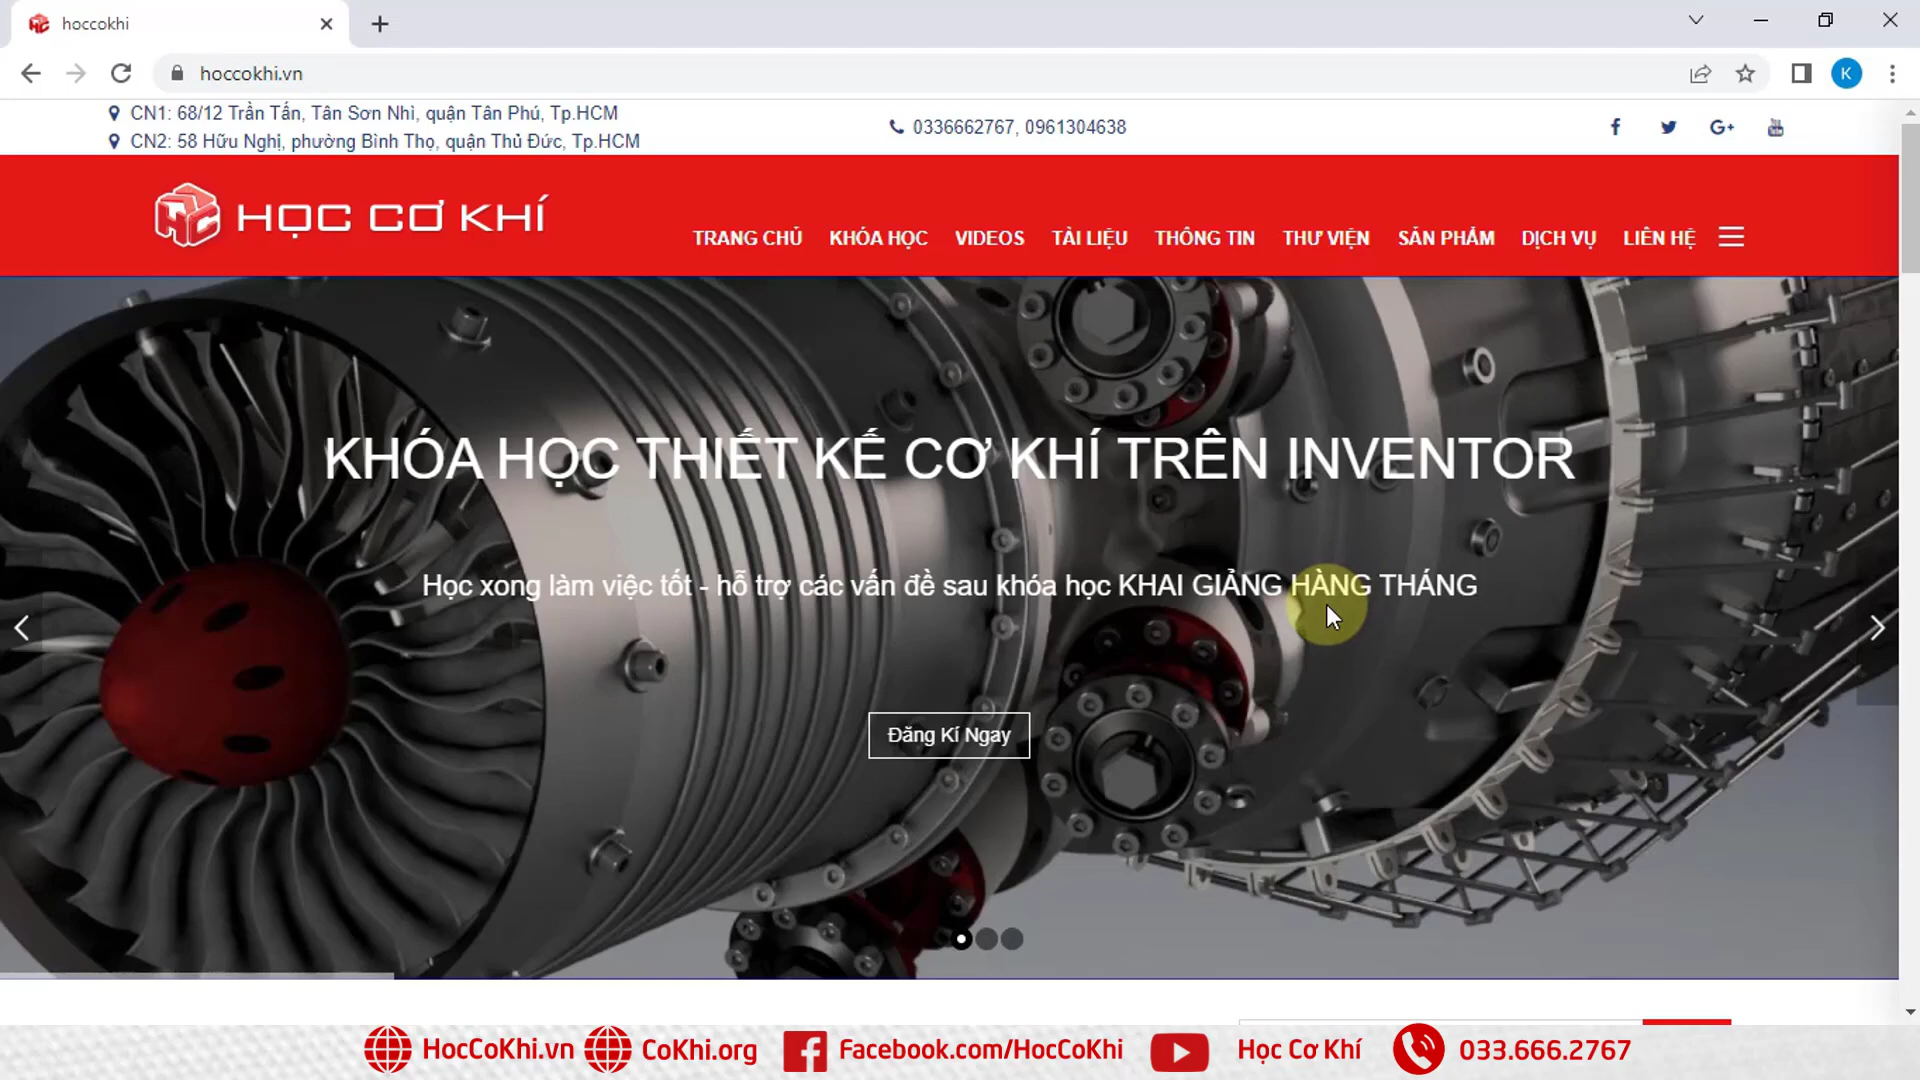 hoccokhi
hoccokhi.vn
K
CN1: 68/12 Trần Tấn, Tân Sơn Nhì, quận Tân Phú, Tp.HCM
CN2: 58 Hữu Nghị, phường Bình Thọ, quận Thủ Đức, Tp.HCM
0336662767, 0961304638
HỌC CƠ KHÍ
TRANG CHỦ KHÓA HỌC VIDEOS TÀI LIỆU THÔNG TIN THƯ VIỆN SẢN PHẨM DỊCH VỤ LIÊN HỆ
KHÓA HỌC THIẾT KẾ CƠ KHÍ TRÊN INVENTOR
Học xong làm việc tốt - hỗ trợ các vấn đề sau khóa học KHAI GIẢNG HÀNG THÁNG
Đăng Kí Ngay
HocCoKhi.vn CoKhi.org Facebook.com/HocCoKhi Học Cơ Khí 033.666.2767